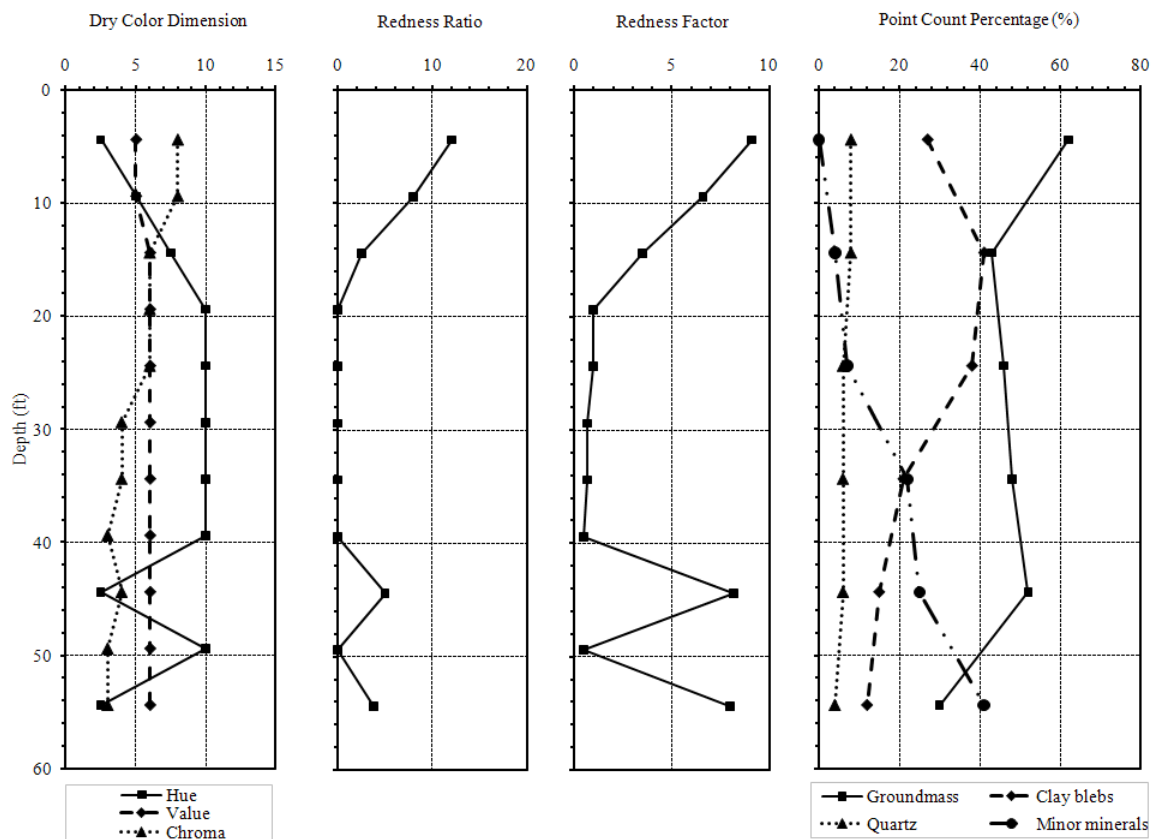 Dry Color Dimension Redness Ratio Redness Factor Point Count Percentage (%)
0 5 10 15 0 10 20 0 5 10 0 20 40 60 80
0
10
20
30
40
50
60
Depth (ft)
Hue
Value
Chroma
Groundmass Clay blebs
Quartz Minor minerals